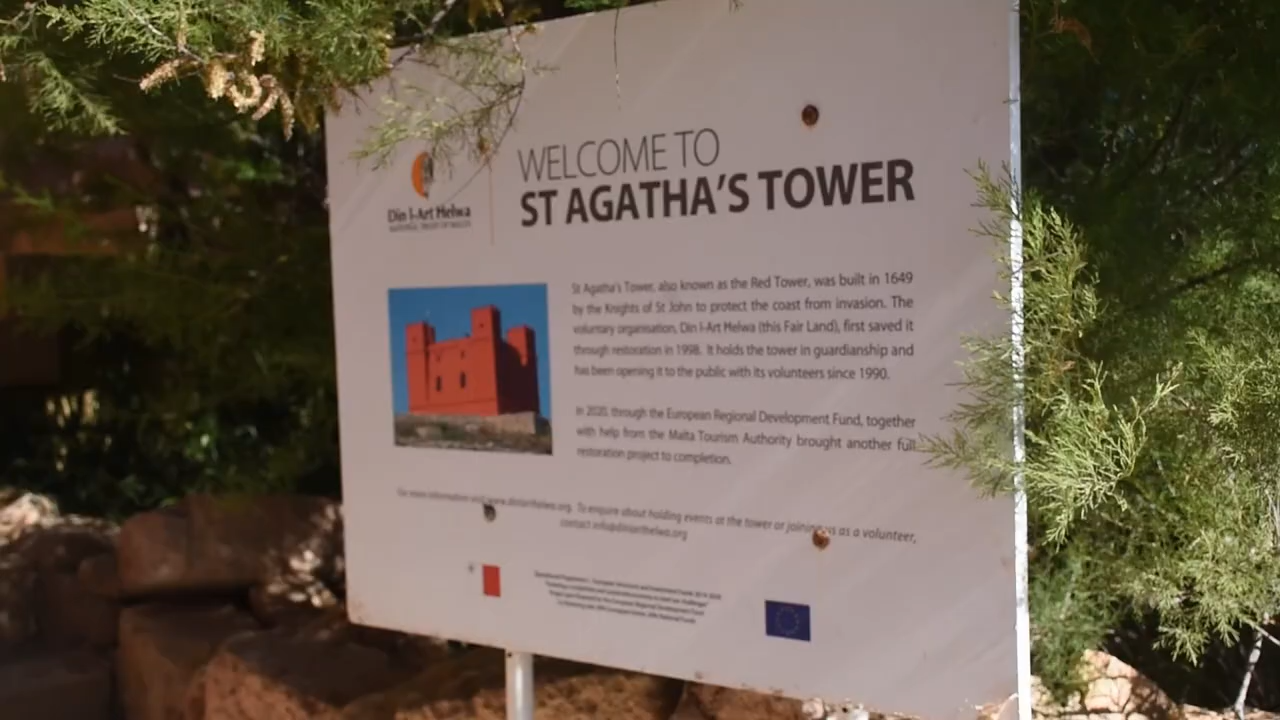 WELCOME TO
ST AGATHA'S TOWER
Din l-Art Ħelwa
NATIONAL TRUST OF MALTA
St Agatha's Tower, also known as the Red Tower, was built in 1649
by the Knights of St John to protect the coast from invasion. The
voluntary organisation, Din l-Art Ħelwa (this Fair Land), first saved it
through restoration in 1998. It holds the tower in guardianship and
has been opening it to the public with its volunteers since 1990.
In 2020, through the European Regional Development Fund, together
with help from the Malta Tourism Authority brought another full
restoration project to completion.
For more information visit www.dinlarthelwa.org. To enquire about holding events at the tower or joining us as a volunteer,
contact info@dinlarthelwa.org